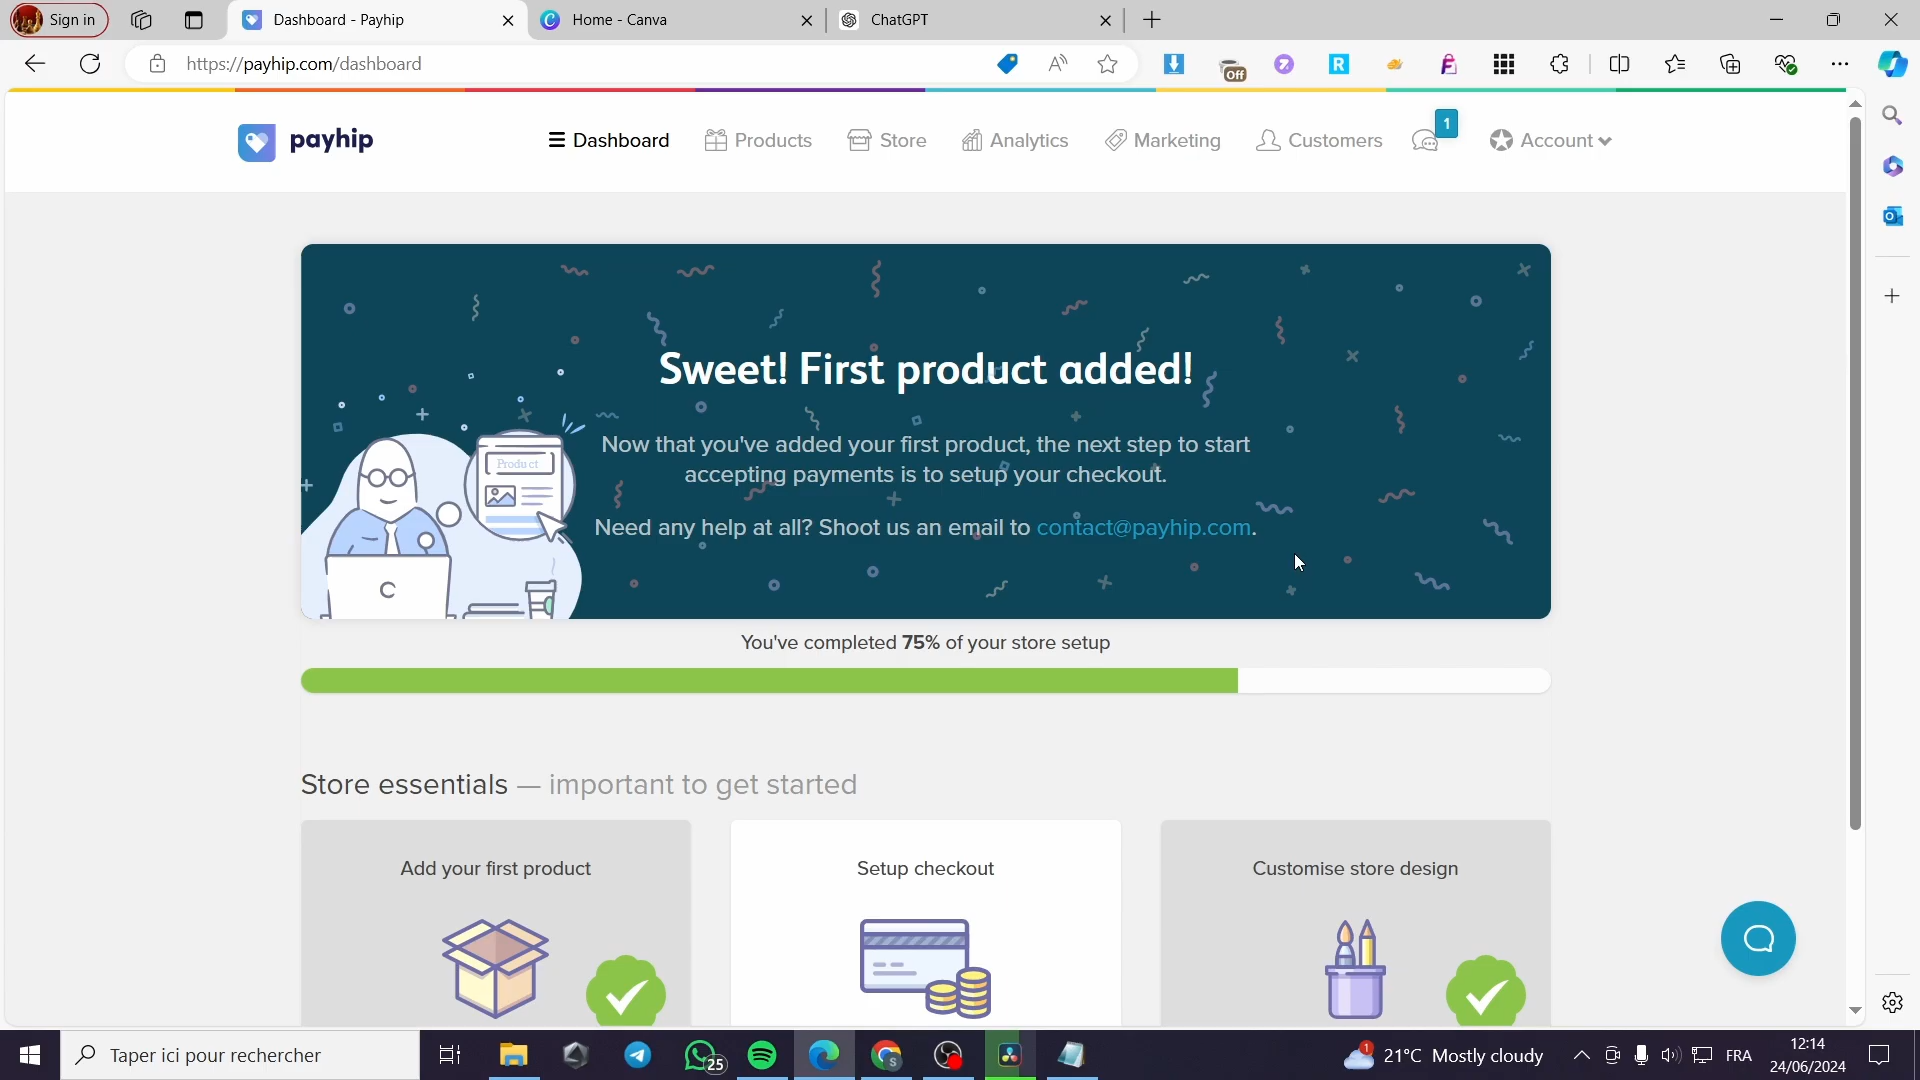 Sign in
Dashboard - Payhip
Home - Canva
ChatGPT
https://payhip.com/dashboard
Off
payhip
Dashboard
Products
Store
Analytics
Marketing
Customers
1
Account
Sweet! First product added!
Now that you've added your first product, the next step to start
accepting payments is to setup your checkout.
Need any help at all? Shoot us an email to contact@payhip.com.
Product
You've completed 75% of your store setup
Store essentials — important to get started
Add your first product
Setup checkout
Customise store design
Taper ici pour rechercher
25
1
21°C Mostly cloudy
FRA
12:14
24/06/2024